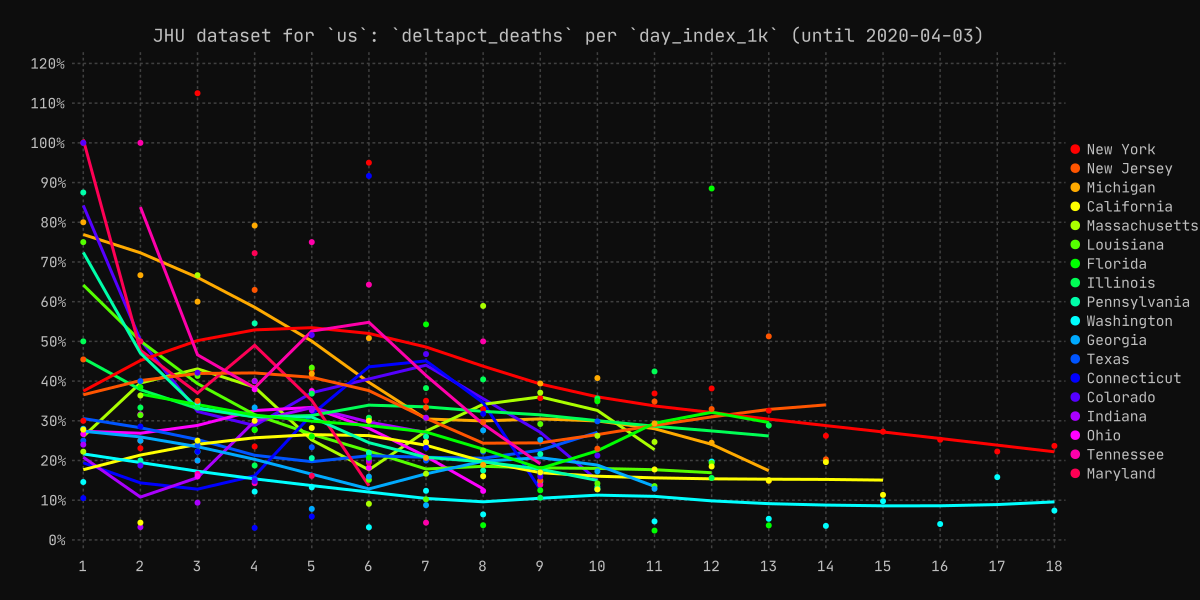 JHU dataset for `us`: `deltapct_deaths` per `day_index_1k` (until 2020-04-03)
120%
110%
100%
90%
80%
70%
60%
50%
40%
30%
20%
10%
0%
1 2 3 4 5 6 7 8 9 10 11 12 13 14 15 16 17 18
New York
New Jersey
Michigan
California
Massachusetts
Louisiana
Florida
Illinois
Pennsylvania
Washington
Georgia
Texas
Connecticut
Colorado
Indiana
Ohio
Tennessee
Maryland